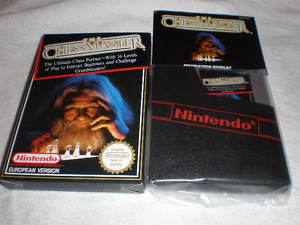 THE
CHESSMASTER
The Ultimate Chess Partner—With 16 Levels
of Play to Instruct Beginners and Challenge
Grandmasters!
Nintendo
EUROPEAN VERSION
CHESSMASTER
INSTRUCTION BOOKLET
CHESSMASTER
Nintendo